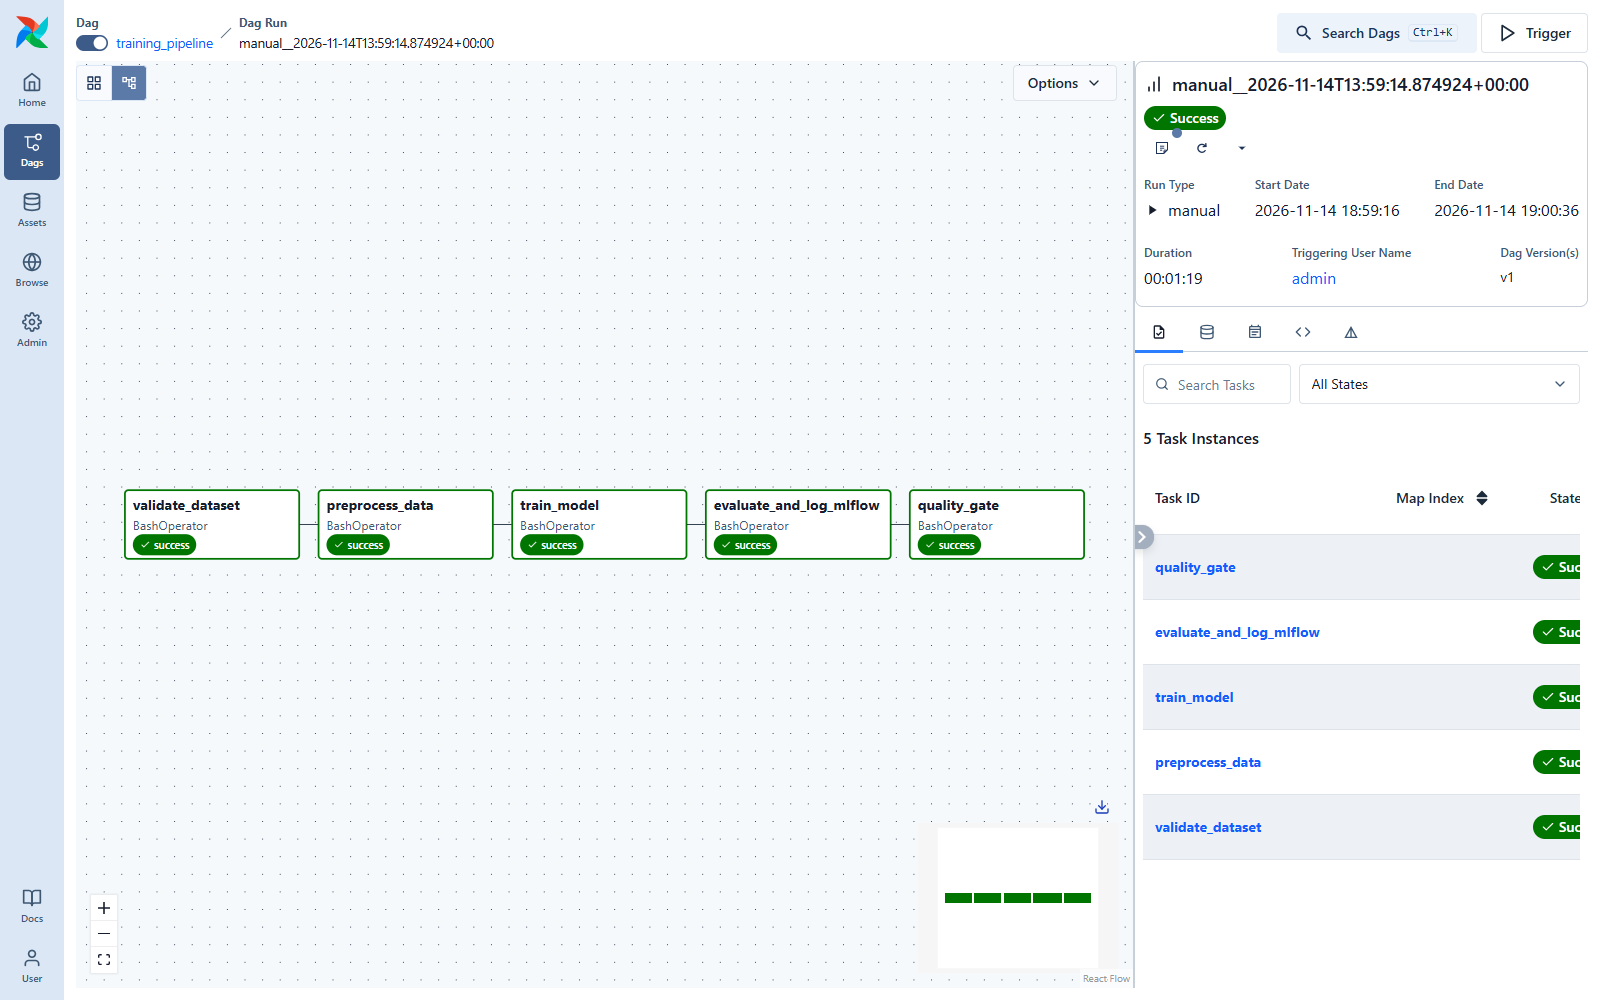 Dag
training_pipeline
Dag Run
manual__2026-11-14T13:59:14.874924+00:00
Search Dags Ctrl+K
Trigger
Home
Dags
Assets
Browse
Admin
Docs
User
Options
validate_dataset
BashOperator
success
preprocess_data
BashOperator
success
train_model
BashOperator
success
evaluate_and_log_mlflow
BashOperator
success
quality_gate
BashOperator
success
React Flow
manual__2026-11-14T13:59:14.874924+00:00
Success
Run Type
manual
Start Date
2026-11-14 18:59:16
End Date
2026-11-14 19:00:36
Duration
00:01:19
Triggering User Name
admin
Dag Version(s)
v1
Search Tasks
All States
5 Task Instances
Task ID Map Index State
quality_gate Suc
evaluate_and_log_mlflow Suc
train_model Suc
preprocess_data Suc
validate_dataset Suc